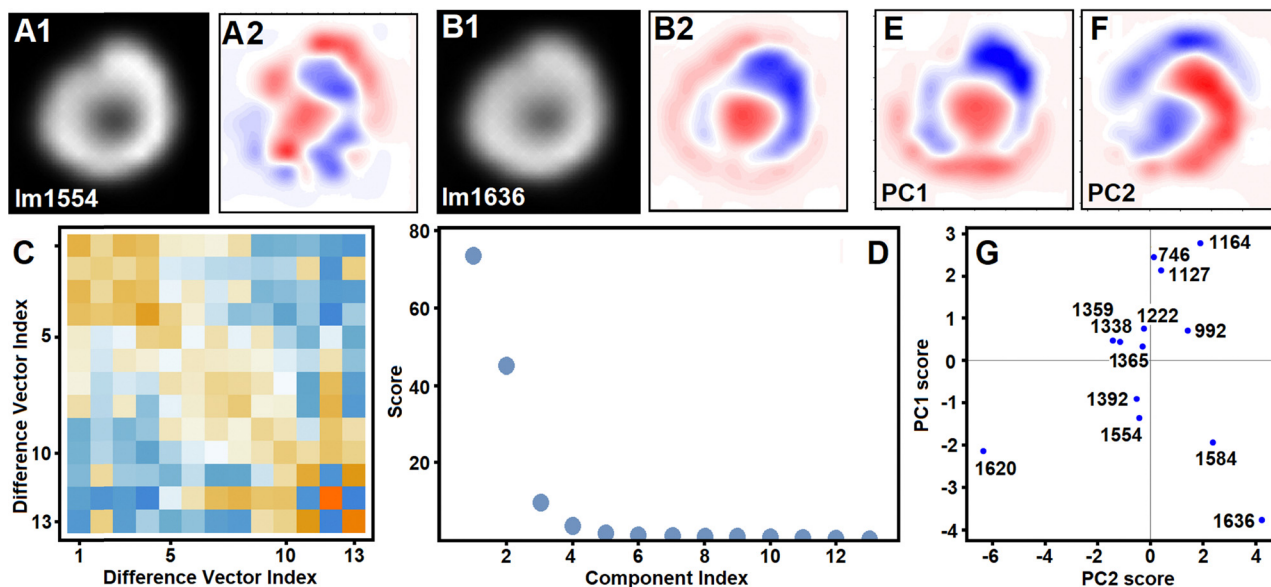 A1
Im1554
A2
B1
Im1636
B2
E
PC1
F
PC2
C
Difference Vector Index
1
5
10
13
5
10
13
Difference Vector Index
D
Score
80
60
40
20
2
4
6
8
10
12
Component Index
G
PC1 score
3
2
1
0
-1
-2
-3
-4
1164
746
1127
1359
1222
1338
992
1365
1392
1554
1584
1620
1636
-6
-4
-2
0
2
4
PC2 score